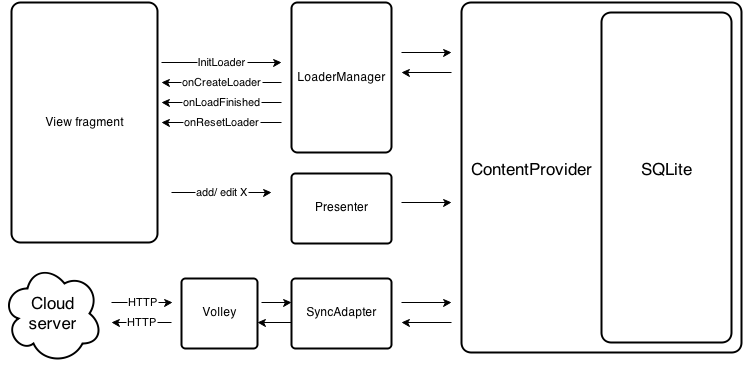 View fragment
InitLoader
onCreateLoader
onLoadFinished
onResetLoader
LoaderManager
add/ edit X
Presenter
ContentProvider
SQLite
Cloud
server
HTTP
HTTP
Volley
SyncAdapter